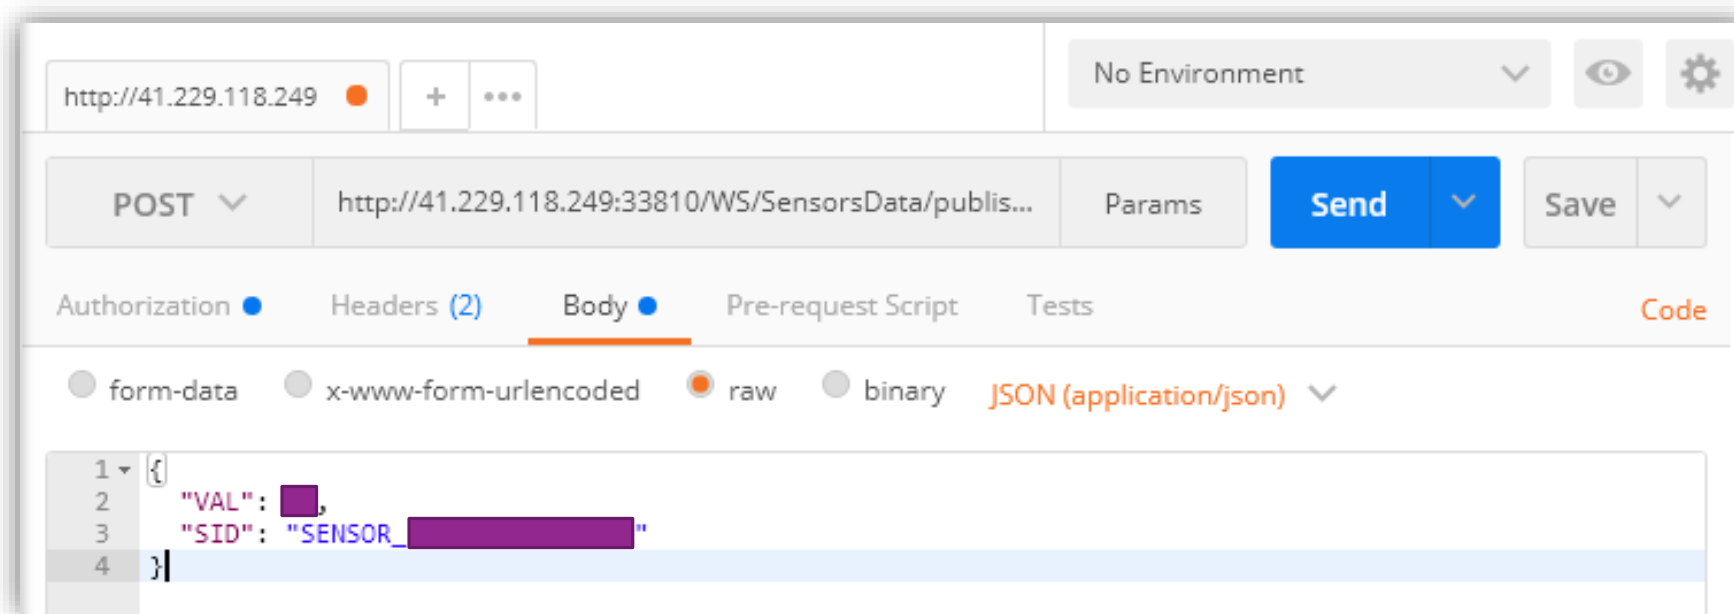 No Environment
http://41.229.118.249
POST http://41.229.118.249:33810/WS/SensorsData/publis... Params Send Save
Authorization Headers (2) Body Pre-request Script Tests Code
form-data x-www-form-urlencoded raw binary JSON (application/json)
1 {
2 "VAL": ,
3 "SID": "SENSOR_"
4 }